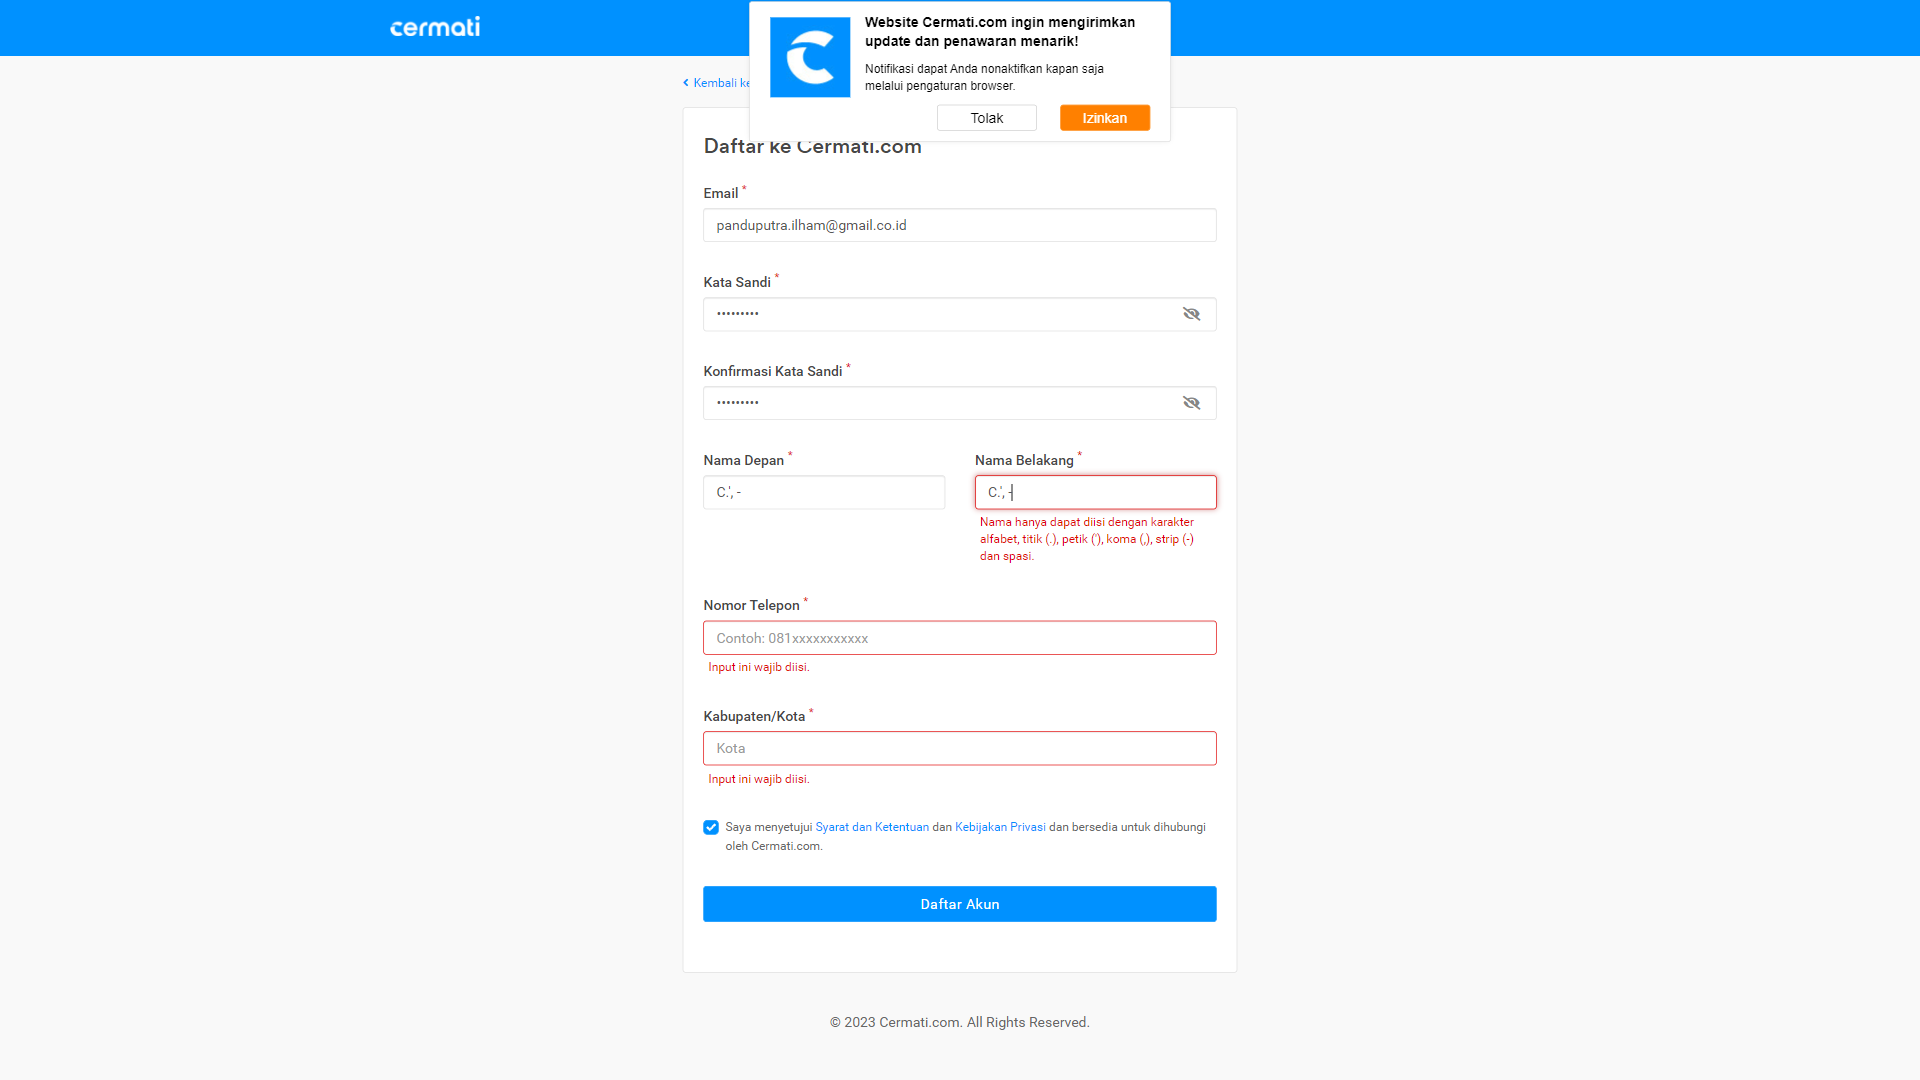 cermati
Website Cermati.com ingin mengirimkan
update dan penawaran menarik!
Notifikasi dapat Anda nonaktifkan kapan saja
melalui pengaturan browser.
Tolak
Izinkan
Kembali ke
Daftar ke Cermati.com
Email *
panduputra.ilham@gmail.co.id
Kata Sandi *
•••••••••
Konfirmasi Kata Sandi *
•••••••••
Nama Depan *
C.', -
Nama Belakang *
C.', -
Nama hanya dapat diisi dengan karakter
alfabet, titik (.), petik ('), koma (,), strip (-)
dan spasi.
Nomor Telepon *
Contoh: 081xxxxxxxxxxx
Input ini wajib diisi.
Kabupaten/Kota *
Kota
Input ini wajib diisi.
Saya menyetujui Syarat dan Ketentuan dan Kebijakan Privasi dan bersedia untuk dihubungi
oleh Cermati.com.
Daftar Akun
© 2023 Cermati.com. All Rights Reserved.